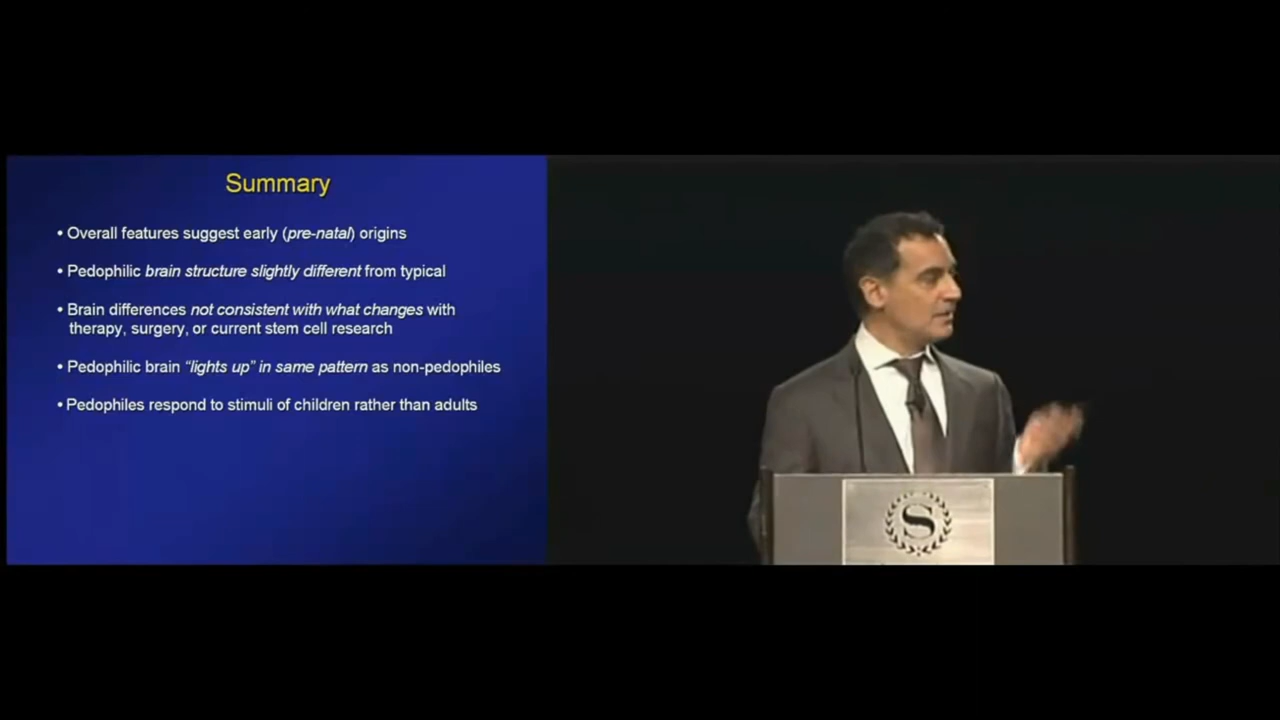 Summary
• Overall features suggest early (pre-natal) origins
• Pedophilic brain structure slightly different from typical
• Brain differences not consistent with what changes with
therapy, surgery, or current stem cell research
• Pedophilic brain “lights up” in same pattern as non-pedophiles
• Pedophiles respond to stimuli of children rather than adults
S